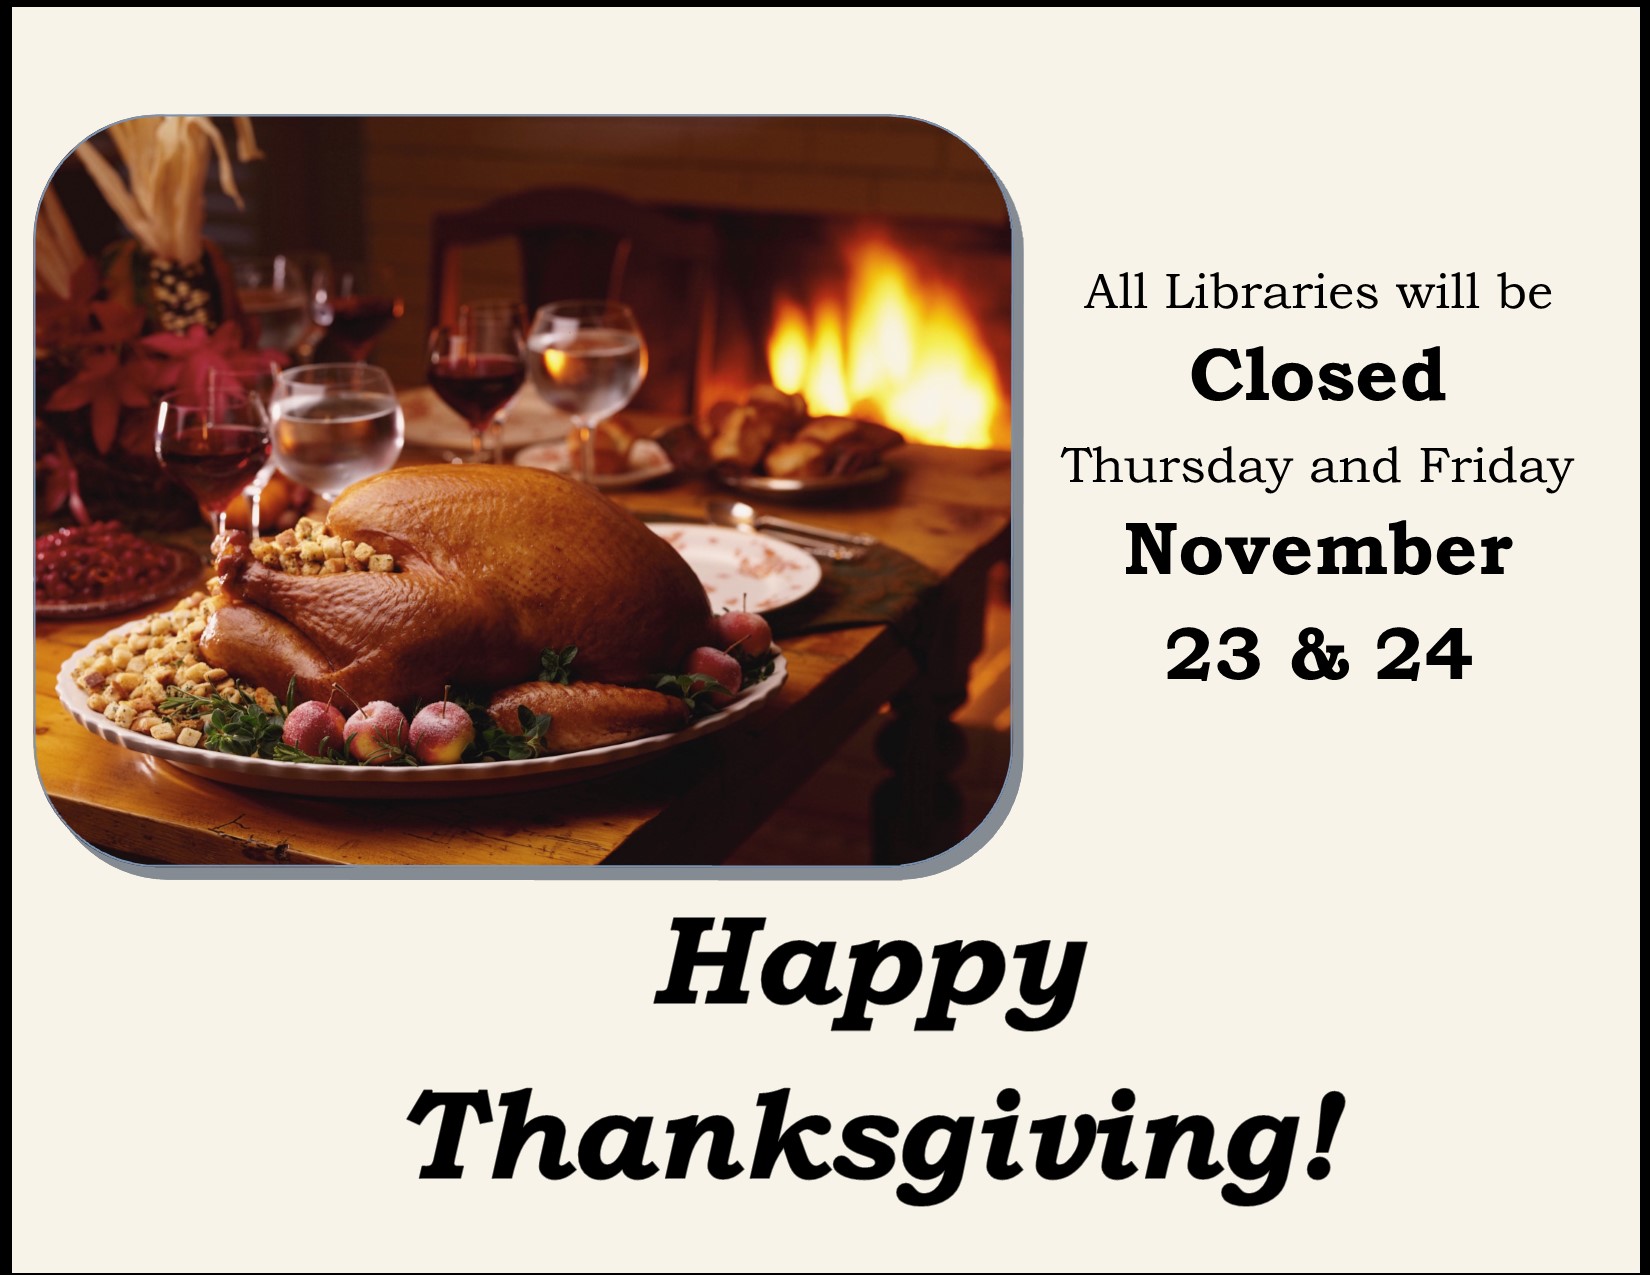 All Libraries will be
Closed
Thursday and Friday
November
23 & 24
Happy
Thanksgiving!